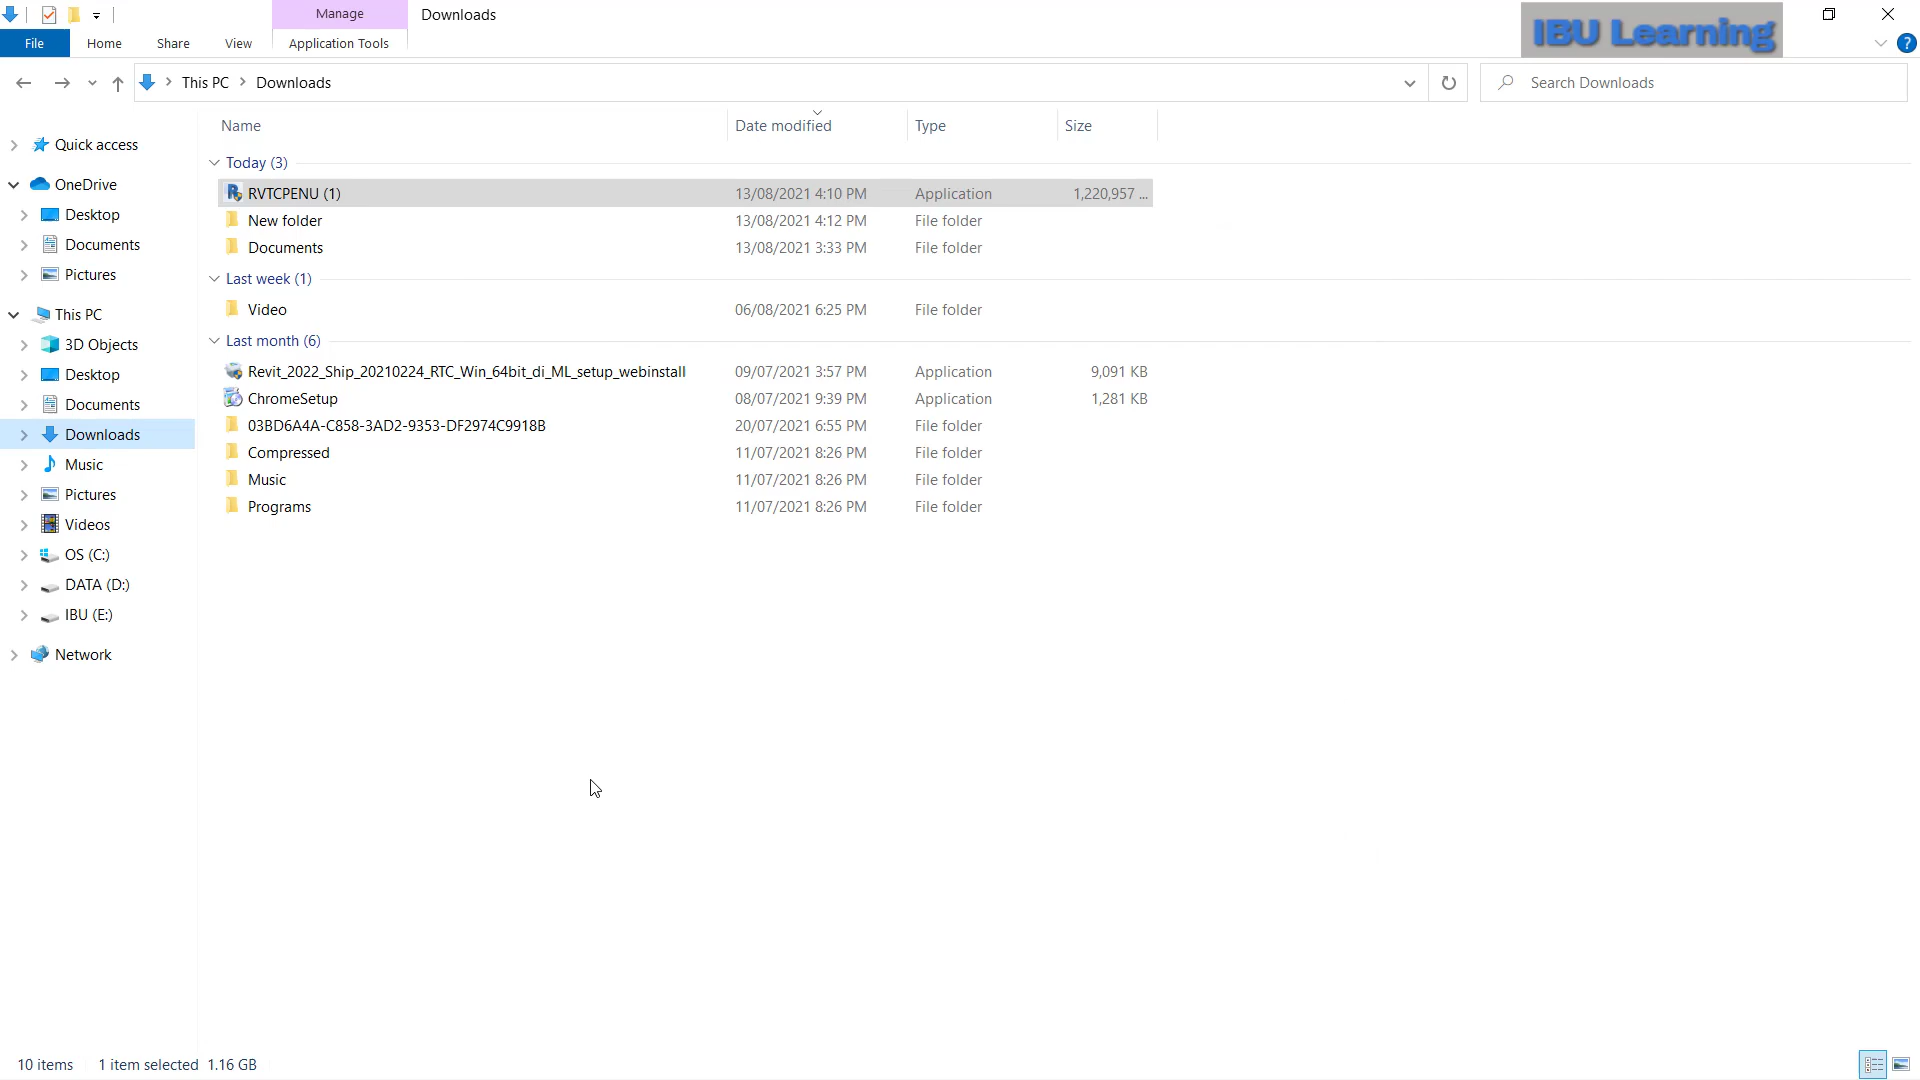 Manage
Downloads
IBU Learning
File
Home
Share
View
Application Tools
?
This PC
Downloads
Search Downloads
Name
Date modified
Type
Size
Quick access
OneDrive
Desktop
Documents
Pictures
This PC
3D Objects
Desktop
Documents
Downloads
Music
Pictures
Videos
OS (C:)
DATA (D:)
IBU (E:)
Network
Today (3)
RVTCPENU (1) 13/08/2021 4:10 PM Application 1,220,957 ...
New folder 13/08/2021 4:12 PM File folder
Documents 13/08/2021 3:33 PM File folder
Last week (1)
Video 06/08/2021 6:25 PM File folder
Last month (6)
Revit_2022_Ship_20210224_RTC_Win_64bit_di_ML_setup_webinstall 09/07/2021 3:57 PM Application 9,091 KB
ChromeSetup 08/07/2021 9:39 PM Application 1,281 KB
03BD6A4A-C858-3AD2-9353-DF2974C9918B 20/07/2021 6:55 PM File folder
Compressed 11/07/2021 8:26 PM File folder
Music 11/07/2021 8:26 PM File folder
Programs 11/07/2021 8:26 PM File folder
10 items 1 item selected 1.16 GB